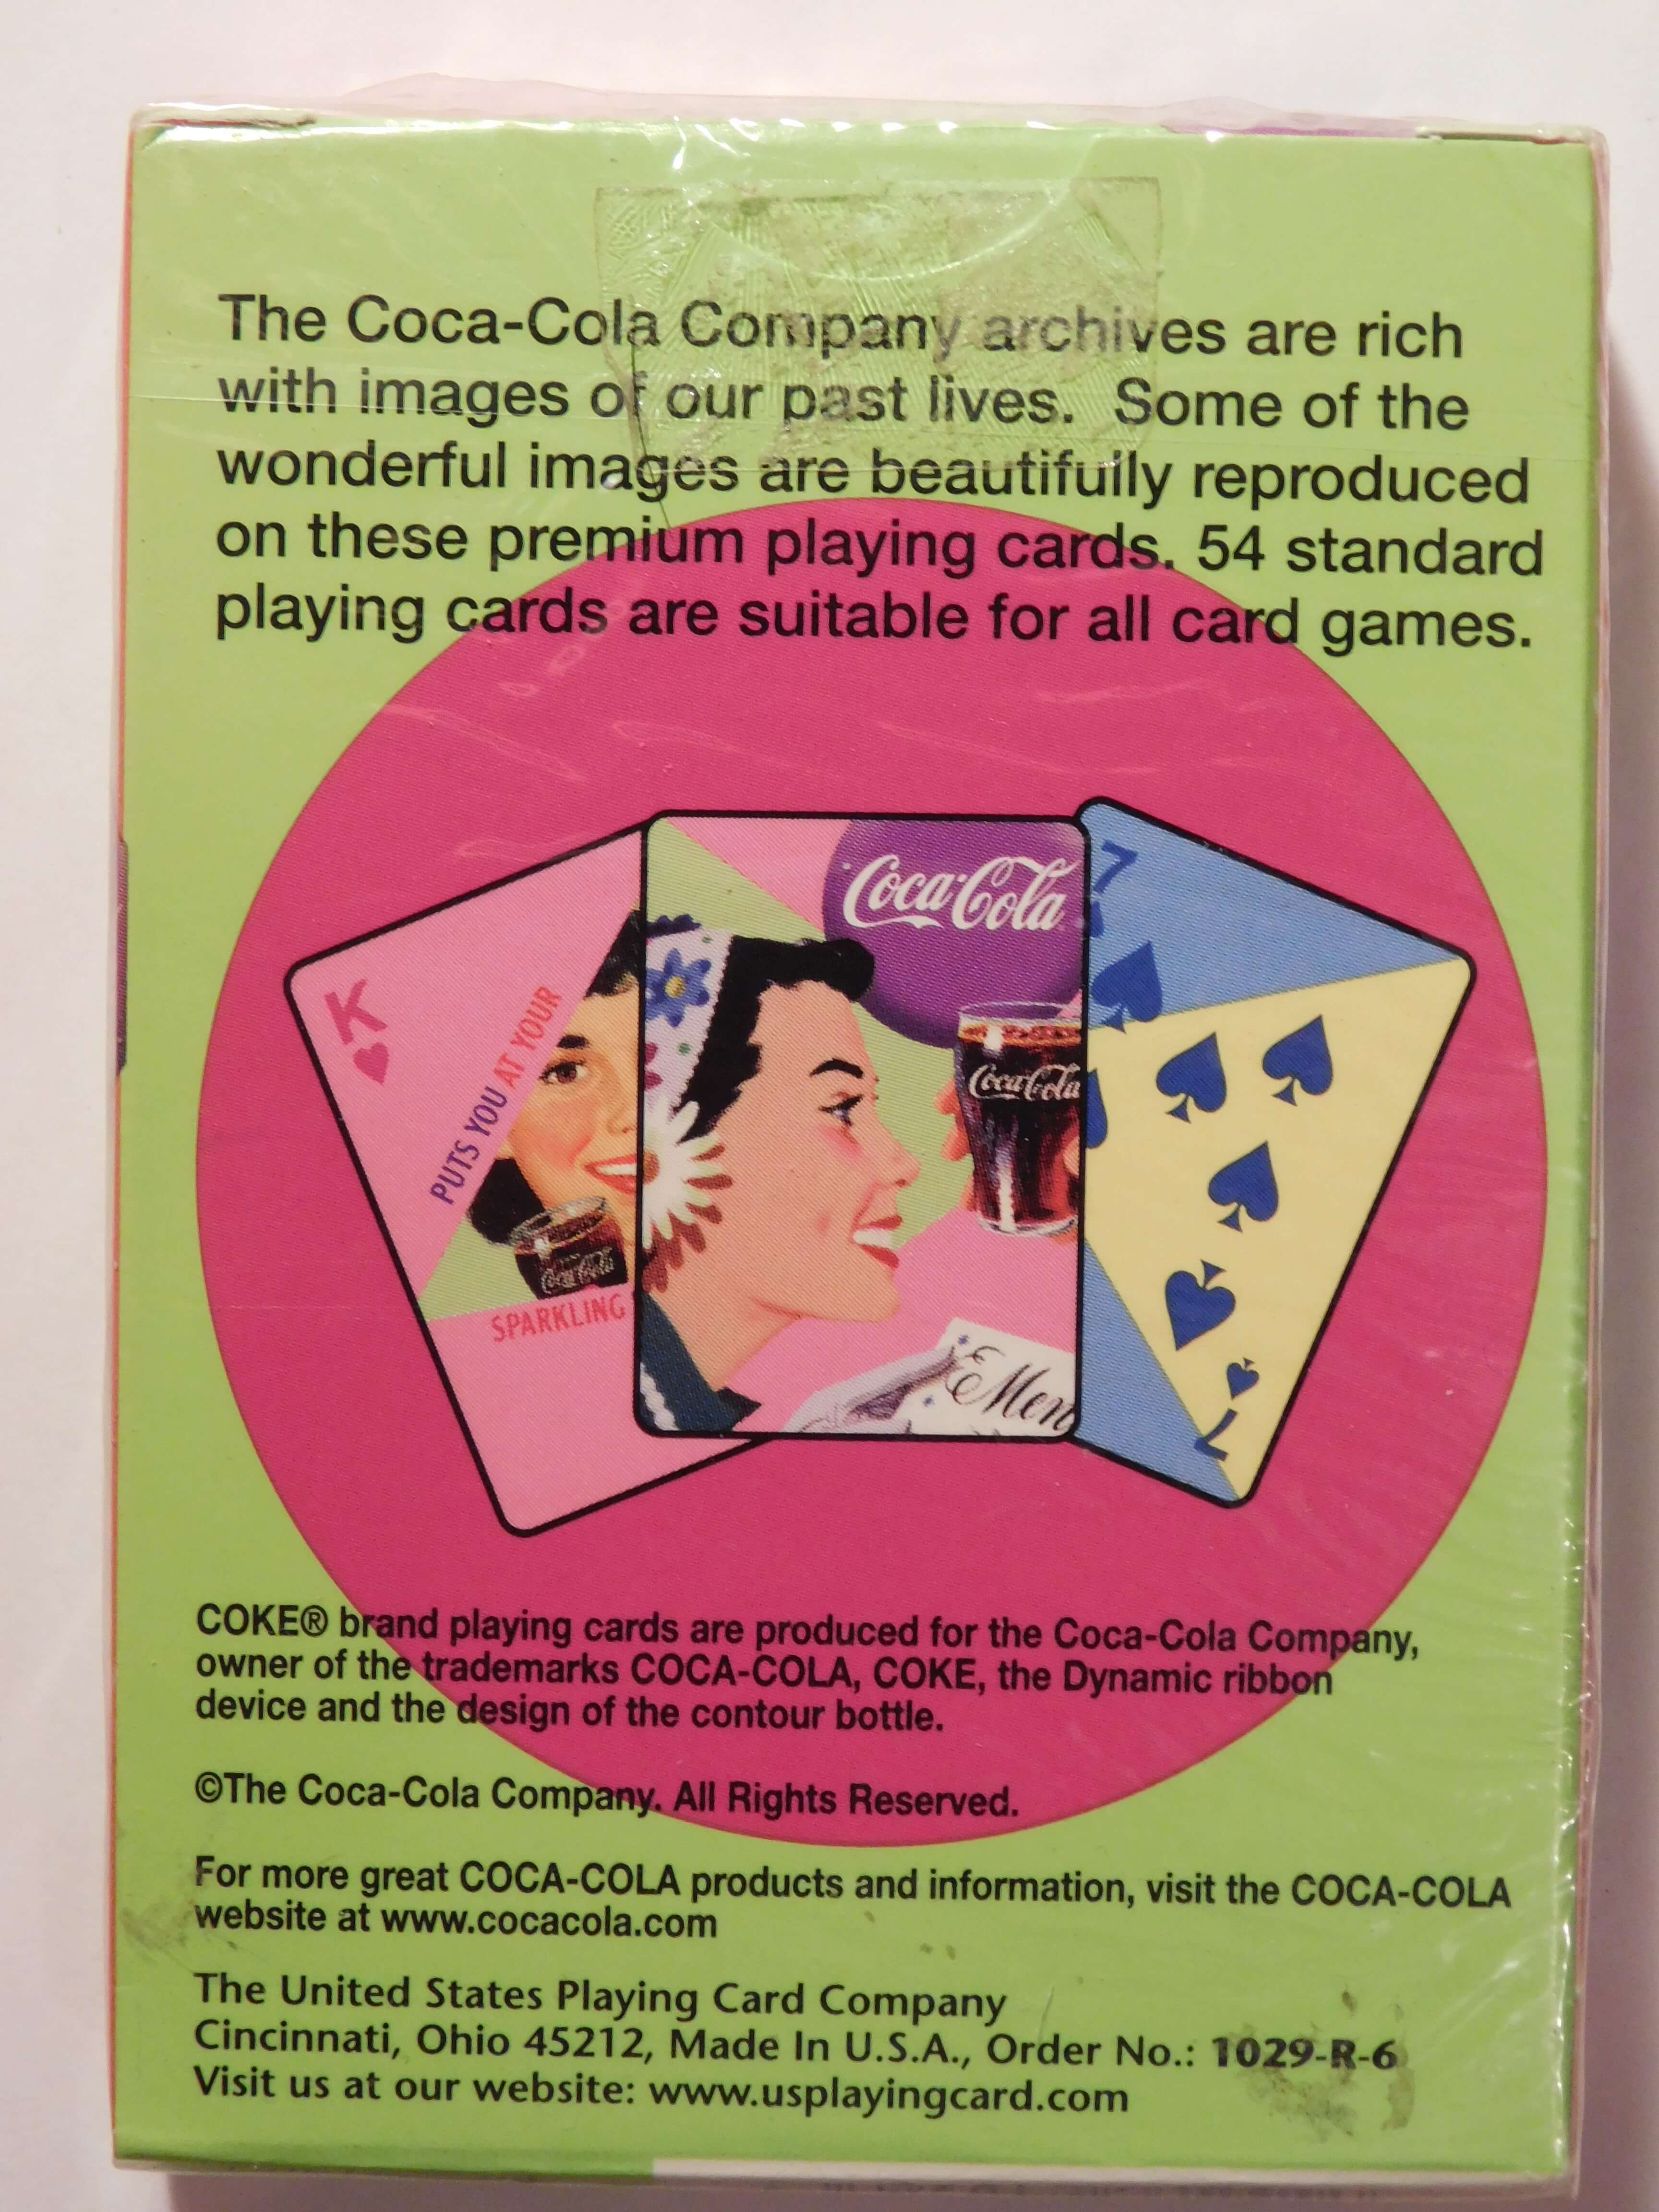 The Coca-Cola Company archives are rich
with images of our past lives. Some of the
wonderful images are beautifully reproduced
on these premium playing cards. 54 standard
playing cards are suitable for all card games.
K
PUTS YOU AT YOUR
SPARKLING
Coca-Cola
Coca-Cola
Coca-Cola
Men
7
7
COKE® brand playing cards are produced for the Coca-Cola Company,
owner of the trademarks COCA-COLA, COKE, the Dynamic ribbon
device and the design of the contour bottle.
©The Coca-Cola Company. All Rights Reserved.
For more great COCA-COLA products and information, visit the COCA-COLA
website at www.cocacola.com
The United States Playing Card Company
Cincinnati, Ohio 45212, Made In U.S.A., Order No.: 1029-R-6
Visit us at our website: www.usplayingcard.com